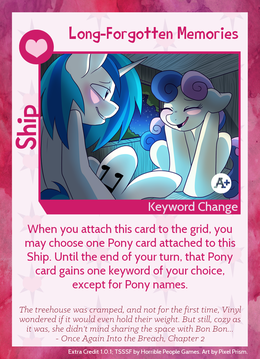 Long-Forgotten Memories
Ship
A+
Keyword Change
When you attach this card to the grid, you
may choose one Pony card attached to this
Ship. Until the end of your turn, that Pony
card gains one keyword of your choice,
except for Pony names.
The treehouse was cramped, and not for the first time, Vinyl
wondered if it would even hold their weight. But still, cozy as
it was, she didn't mind sharing the space with Bon Bon...
- Once Again Into the Breach, Chapter 2
Extra Credit 1.0.1, TSSSF by Horrible People Games. Art by Pixel Prism.